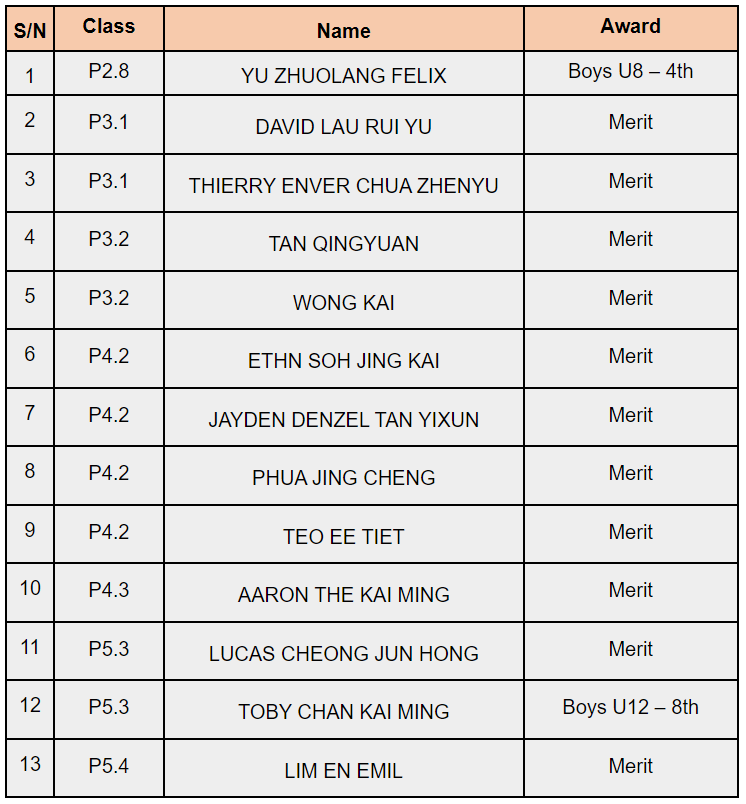 S/N Class Name Award
1 P2.8 YU ZHUOLANG FELIX Boys U8 – 4th
2 P3.1 DAVID LAU RUI YU Merit
3 P3.1 THIERRY ENVER CHUA ZHENYU Merit
4 P3.2 TAN QINGYUAN Merit
5 P3.2 WONG KAI Merit
6 P4.2 ETHN SOH JING KAI Merit
7 P4.2 JAYDEN DENZEL TAN YIXUN Merit
8 P4.2 PHUA JING CHENG Merit
9 P4.2 TEO EE TIET Merit
10 P4.3 AARON THE KAI MING Merit
11 P5.3 LUCAS CHEONG JUN HONG Merit
12 P5.3 TOBY CHAN KAI MING Boys U12 – 8th
13 P5.4 LIM EN EMIL Merit